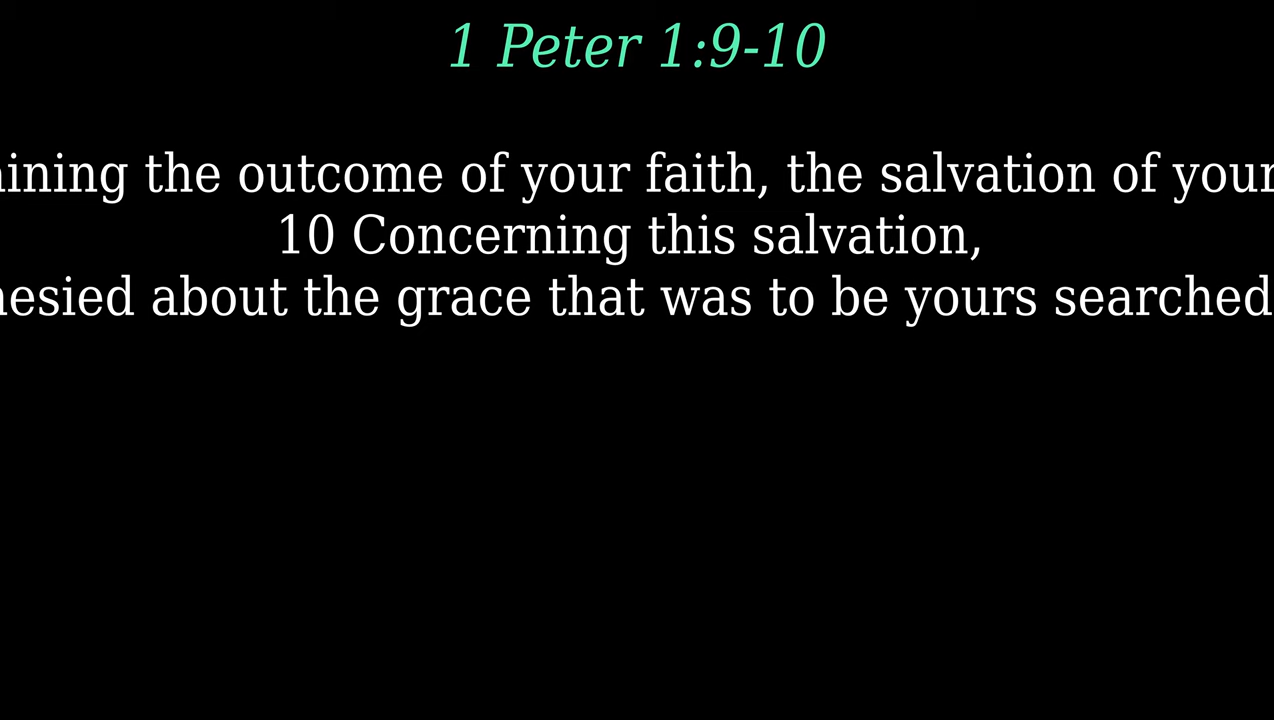 1 Peter 1:9-10
the outcome of your faith, the salvation of your
10 Concerning this salvation,
about the grace that was to be yours searched